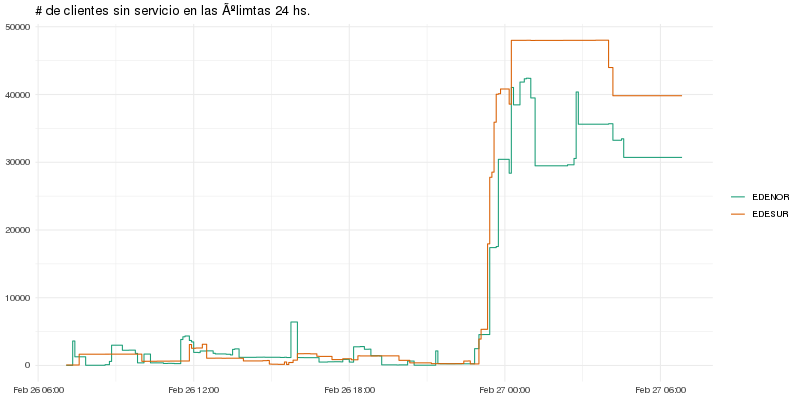 # de clientes sin servicio en las Ãºlimtas 24 hs.
50000
40000
30000
20000
10000
0
Feb 26 06:00
Feb 26 12:00
Feb 26 18:00
Feb 27 00:00
Feb 27 06:00
EDENOR
EDESUR